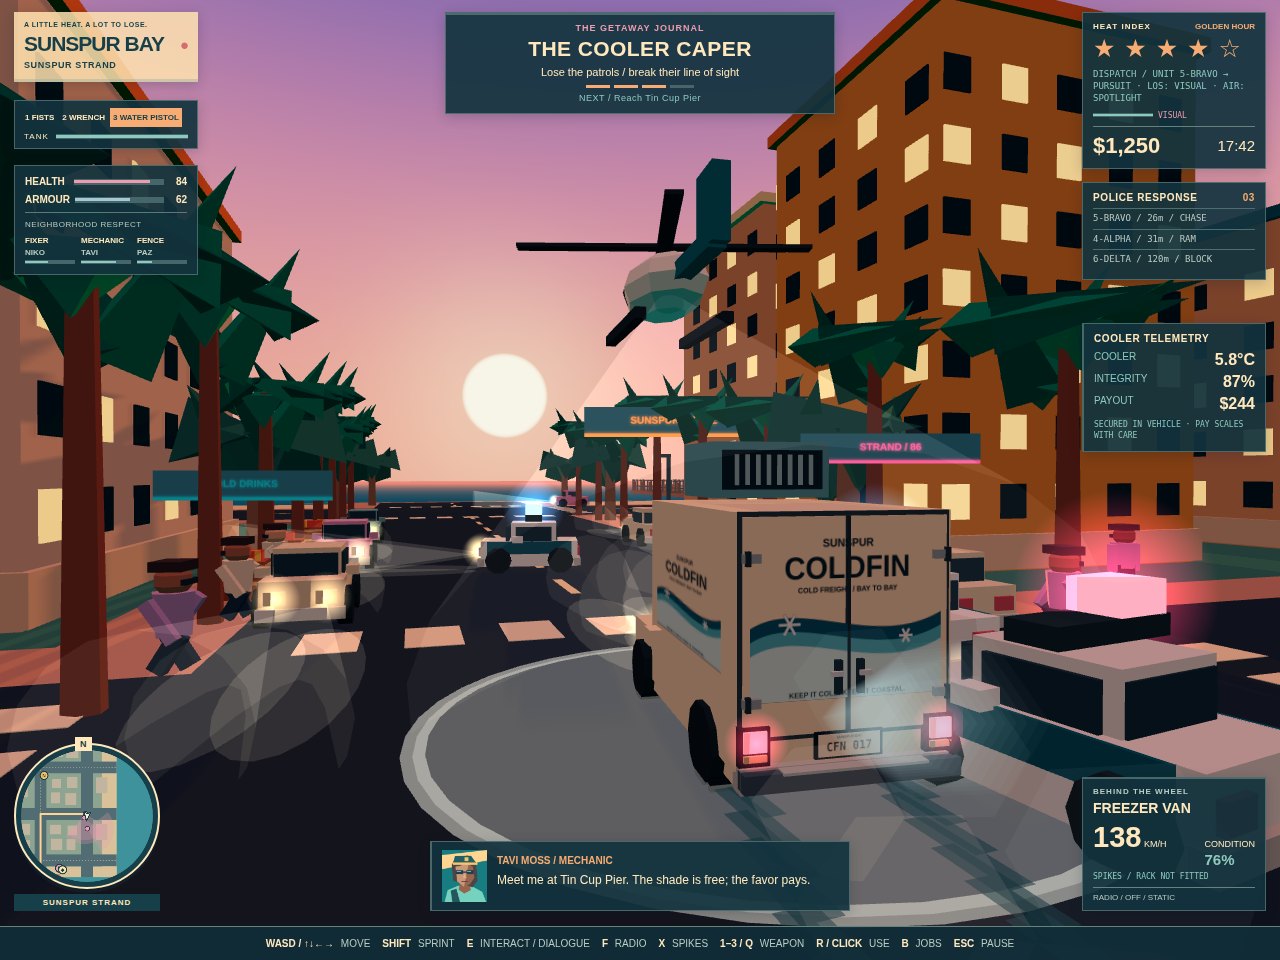 A LITTLE HEAT. A LOT TO LOSE.
SUNSPUR BAY
SUNSPUR STRAND
1 FISTS 2 WRENCH 3 WATER PISTOL
TANK
HEALTH 84
ARMOUR 62
NEIGHBORHOOD RESPECT
FIXER MECHANIC FENCE
NIKO TAVI PAZ
THE GETAWAY JOURNAL
THE COOLER CAPER
Lose the patrols / break their line of sight
NEXT / Reach Tin Cup Pier
HEAT INDEX GOLDEN HOUR
★ ★ ★ ★ ☆
DISPATCH / UNIT 5-BRAVO →
PURSUIT · LOS: VISUAL · AIR:
SPOTLIGHT
VISUAL
$1,250 17:42
POLICE RESPONSE 03
5-BRAVO / 26m / CHASE
4-ALPHA / 31m / RAM
6-DELTA / 120m / BLOCK
COOLER TELEMETRY
COOLER 5.8°C
INTEGRITY 87%
PAYOUT $244
SECURED IN VEHICLE · PAY SCALES
WITH CARE
STRAND / 86
LD DRINKS
SUNSPUR
COLDFIN
SUNSPUR
COLDFIN
COLD FREIGHT / BAY TO BAY
CFN 017
N
SUNSPUR STRAND
TAVI MOSS / MECHANIC
Meet me at Tin Cup Pier. The shade is free; the favor pays.
BEHIND THE WHEEL
FREEZER VAN
138 KM/H
CONDITION
76%
SPIKES / RACK NOT FITTED
RADIO / OFF / STATIC
WASD / ↑↓←→ MOVE SHIFT SPRINT E INTERACT / DIALOGUE F RADIO X SPIKES 1–3 / Q WEAPON R / CLICK USE B JOBS ESC PAUSE